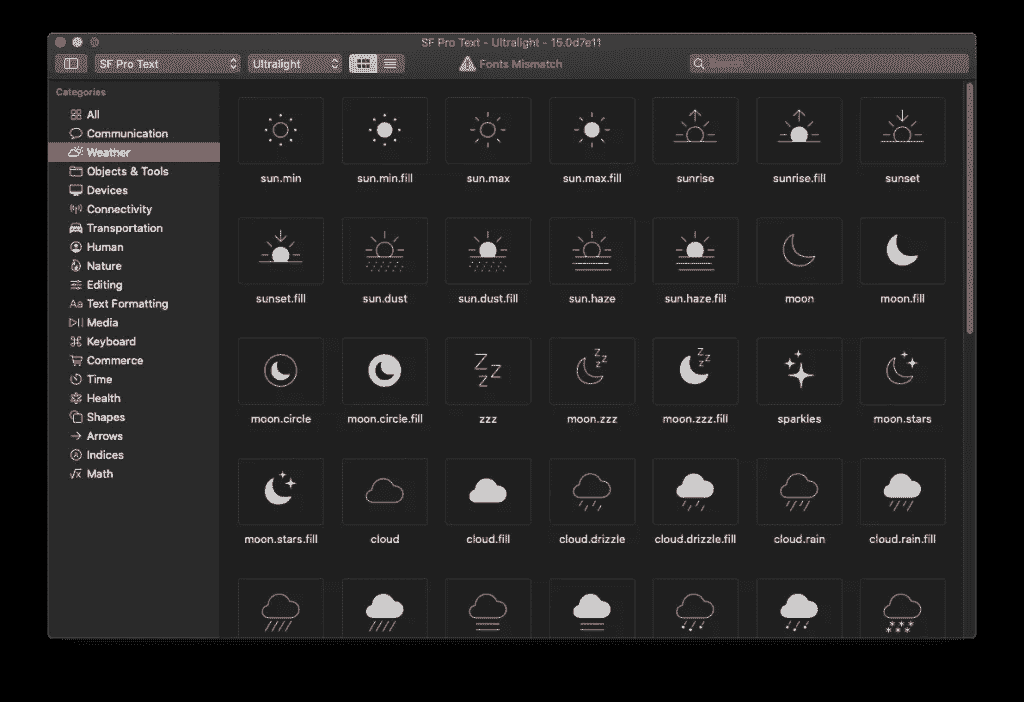 SF Pro Text - Ultralight - 15.0d7e11
SF Pro Text Ultralight Fonts Mismatch Search
Categories
All
Communication
Weather
Objects & Tools
Devices
Connectivity
Transportation
Human
Nature
Editing
Aa Text Formatting
Media
Keyboard
Commerce
Time
Health
Shapes
Arrows
Indices
Math
sun.min sun.min.fill sun.max sun.max.fill sunrise sunrise.fill sunset
sunset.fill sun.dust sun.dust.fill sun.haze sun.haze.fill moon moon.fill
moon.circle moon.circle.fill zzz moon.zzz moon.zzz.fill sparkles moon.stars
moon.stars.fill cloud cloud.fill cloud.drizzle cloud.drizzle.fill cloud.rain cloud.rain.fill